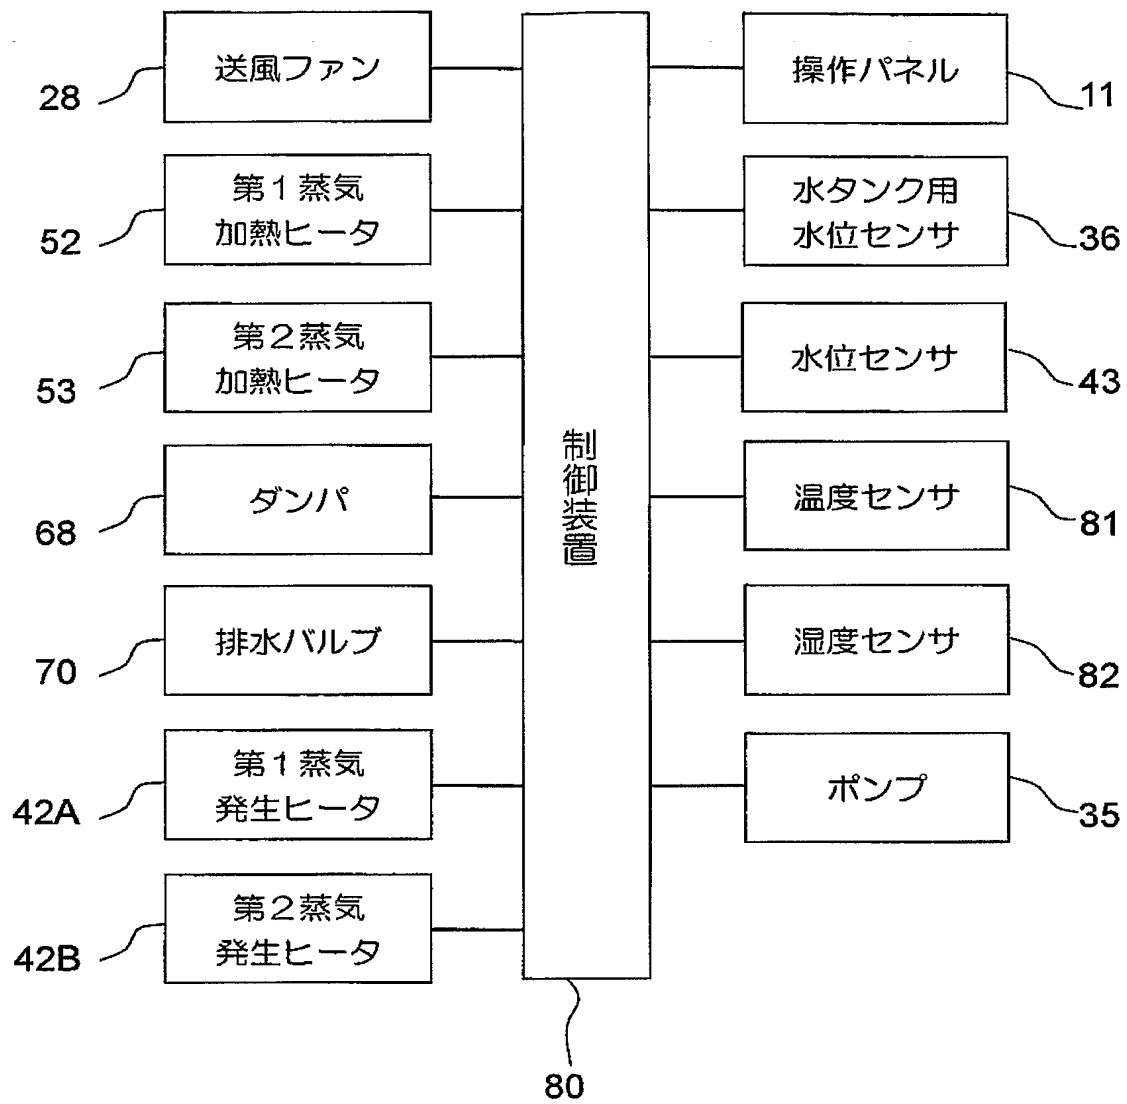 送風ファン
28
第1蒸気
加熱ヒータ
52
第2蒸気
加熱ヒータ
53
ダンパ
68
排水バルブ
70
第1蒸気
発生ヒータ
42A
第2蒸気
発生ヒータ
42B
制御装置
80
操作パネル
11
水タンク用
水位センサ
36
水位センサ
43
温度センサ
81
湿度センサ
82
ポンプ
35